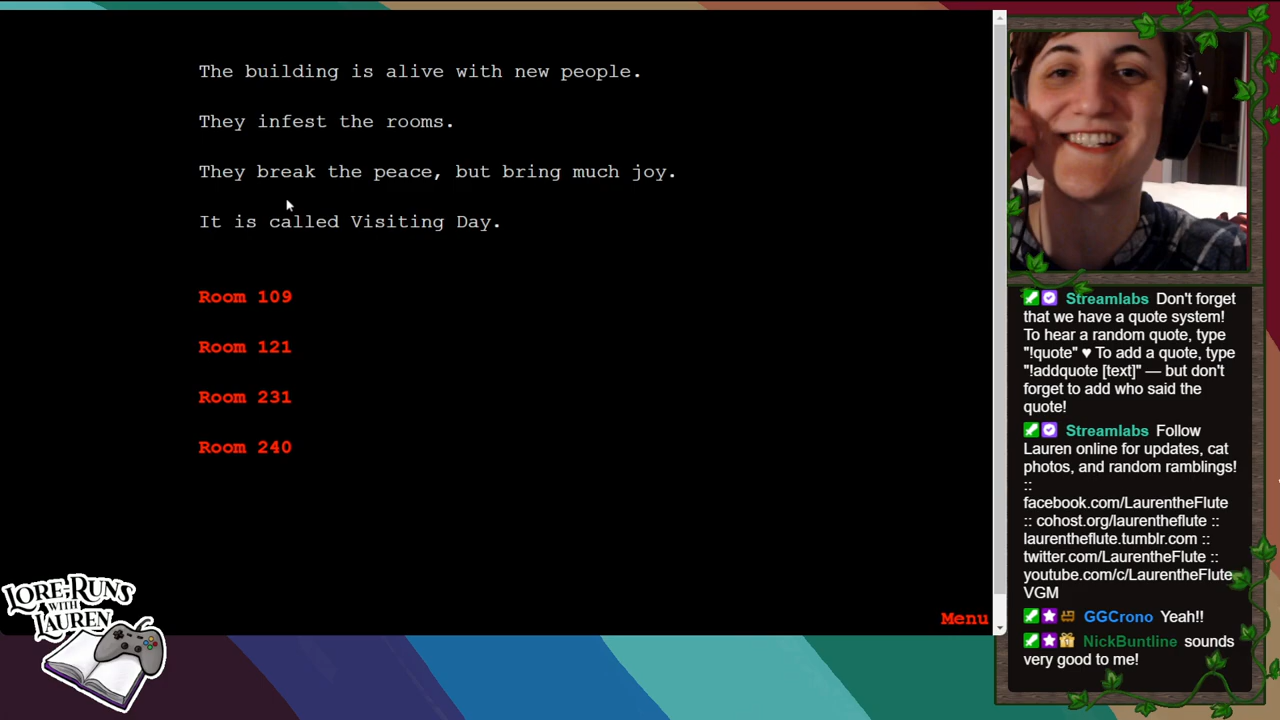 The building is alive with new people.
They infest the rooms.
They break the peace, but bring much joy.
It is called Visiting Day.
Room 109
Room 121
Room 231
Room 240
Menu
LORE-RUNS
WITH
LAUREN
Streamlabs Don't forget
that we have a quote system!
To hear a random quote, type
"!quote" ♥ To add a quote, type
"!addquote [text]" — but don't
forget to add who said the
quote!
Streamlabs Follow
Lauren online for updates, cat
photos, and random ramblings!
::
facebook.com/LaurentheFlute
:: cohost.org/laurentheflute ::
laurentheflute.tumblr.com ::
twitter.com/LaurentheFlute ::
youtube.com/c/LaurentheFlute
VGM
GGCrono Yeah!!
NickBuntline sounds
very good to me!